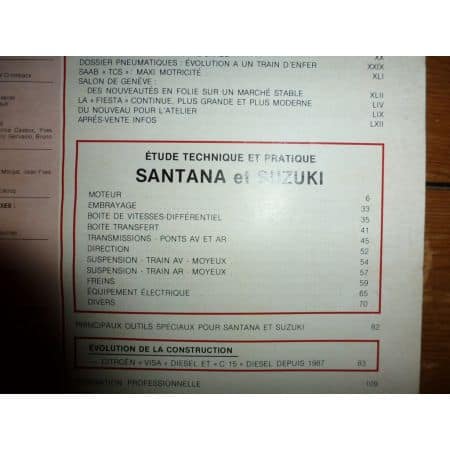 XX
DOSSIER PNEUMATIQUES : ÉVOLUTION A UN TRAIN D'ENFER XXIX
SAAB « TCS » : MAXI MOTRICITÉ XLI
SALON DE GENÈVE :
DES NOUVEAUTÉS EN FOLIE SUR UN MARCHÉ STABLE XLII
LA « FIESTA » CONTINUE, PLUS GRANDE ET PLUS MODERNE LIV
DU NOUVEAU POUR L'ATELIER LIX
APRÈS-VENTE INFOS LXII
ÉTUDE TECHNIQUE ET PRATIQUE
SANTANA et SUZUKI
MOTEUR 6
EMBRAYAGE 33
BOITE DE VITESSES-DIFFÉRENTIEL 35
BOITE TRANSFERT 41
TRANSMISSIONS - PONTS AV ET AR 45
DIRECTION 52
SUSPENSION - TRAIN AV - MOYEUX 54
SUSPENSION - TRAIN AR - MOYEUX 57
FREINS 59
ÉQUIPEMENT ÉLECTRIQUE 65
DIVERS 70
PRINCIPAUX OUTILS SPÉCIAUX POUR SANTANA ET SUZUKI 82
ÉVOLUTION DE LA CONSTRUCTION
— CITROËN « VISA » DIESEL ET « C 15 » DIESEL DEPUIS 1987 83
PROFESSIONNELLE 109